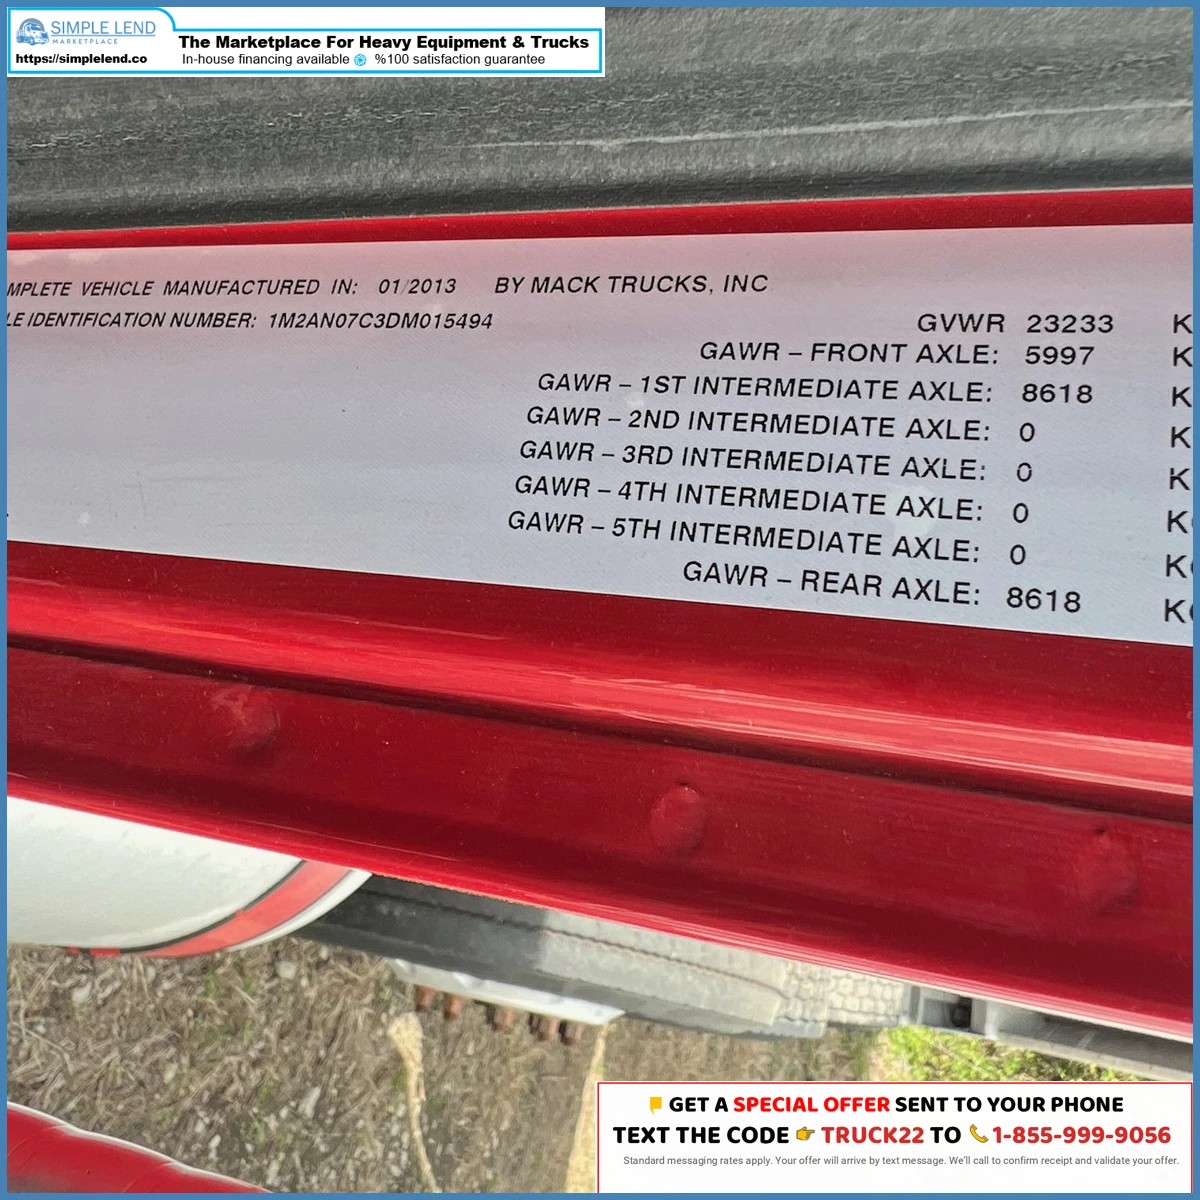 SIMPLE LEND
MARKETPLACE
https://simplelend.co
The Marketplace For Heavy Equipment & Trucks
In-house financing available %100 satisfaction guarantee
MPLETE VEHICLE MANUFACTURED IN: 01/2013 BY MACK TRUCKS, INC
LE IDENTIFICATION NUMBER: 1M2AN07C3DM015494
GVWR 23233 K
GAWR – FRONT AXLE: 5997 K
GAWR – 1ST INTERMEDIATE AXLE: 8618 K
GAWR – 2ND INTERMEDIATE AXLE: 0 K
GAWR – 3RD INTERMEDIATE AXLE: 0 K
GAWR – 4TH INTERMEDIATE AXLE: 0 K
GAWR – 5TH INTERMEDIATE AXLE: 0 K
GAWR – REAR AXLE: 8618 K
GET A SPECIAL OFFER SENT TO YOUR PHONE
TEXT THE CODE 👉 TRUCK22 TO 📞 1-855-999-9056
Standard messaging rates apply. Your offer will arrive by text message. We'll call to confirm receipt and validate your offer.